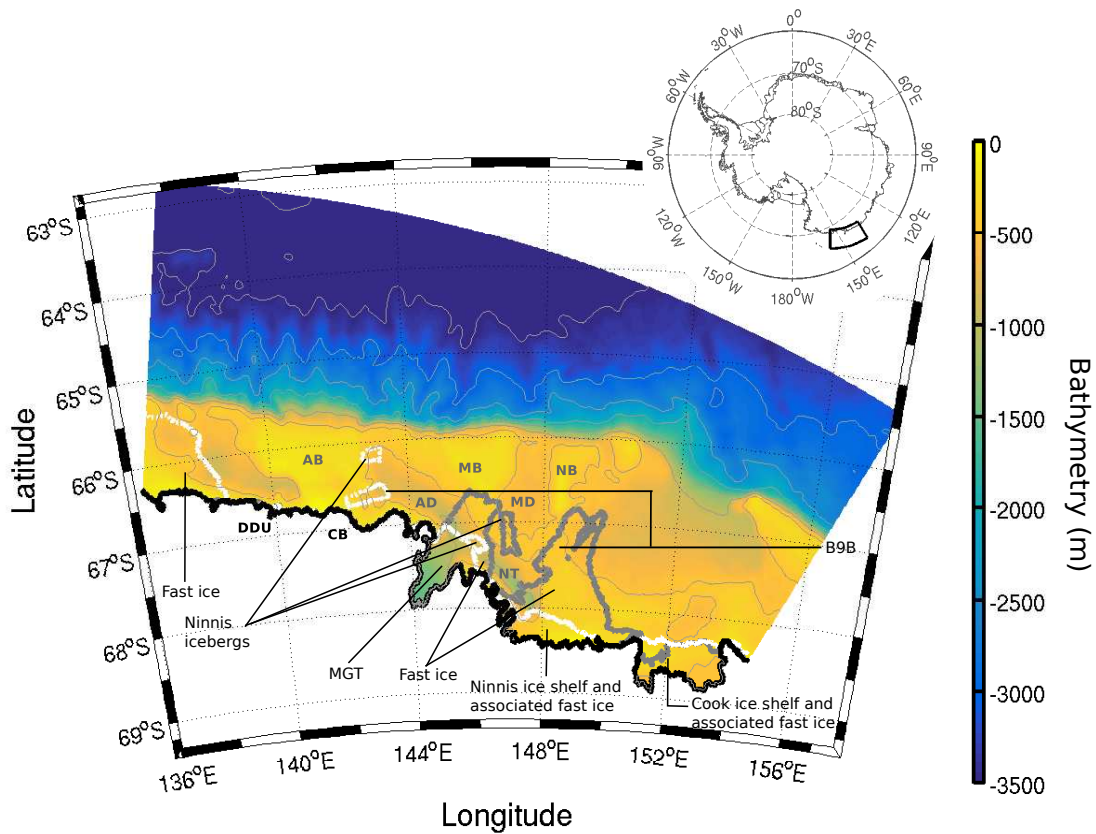 0°
30°W
30°E
60°W
70°S
60°E
80°S
90°W
90°E
120°W
120°E
150°W
150°E
180°W
63°S
64°S
65°S
66°S
67°S
68°S
69°S
Latitude
AB
MB
NB
AD
MD
DDU
CB
NT
B9B
Fast ice
Ninnis
icebergs
MGT
Fast ice
Ninnis ice shelf and
associated fast ice
Cook ice shelf and
associated fast ice
136°E
140°E
144°E
148°E
152°E
156°E
Longitude
0
-500
-1000
-1500
-2000
-2500
-3000
-3500
Bathymetry (m)